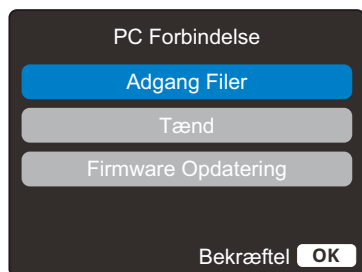 PC Forbindelse
Adgang Filer
Tænd
Firmware Opdatering
Bekræftel OK